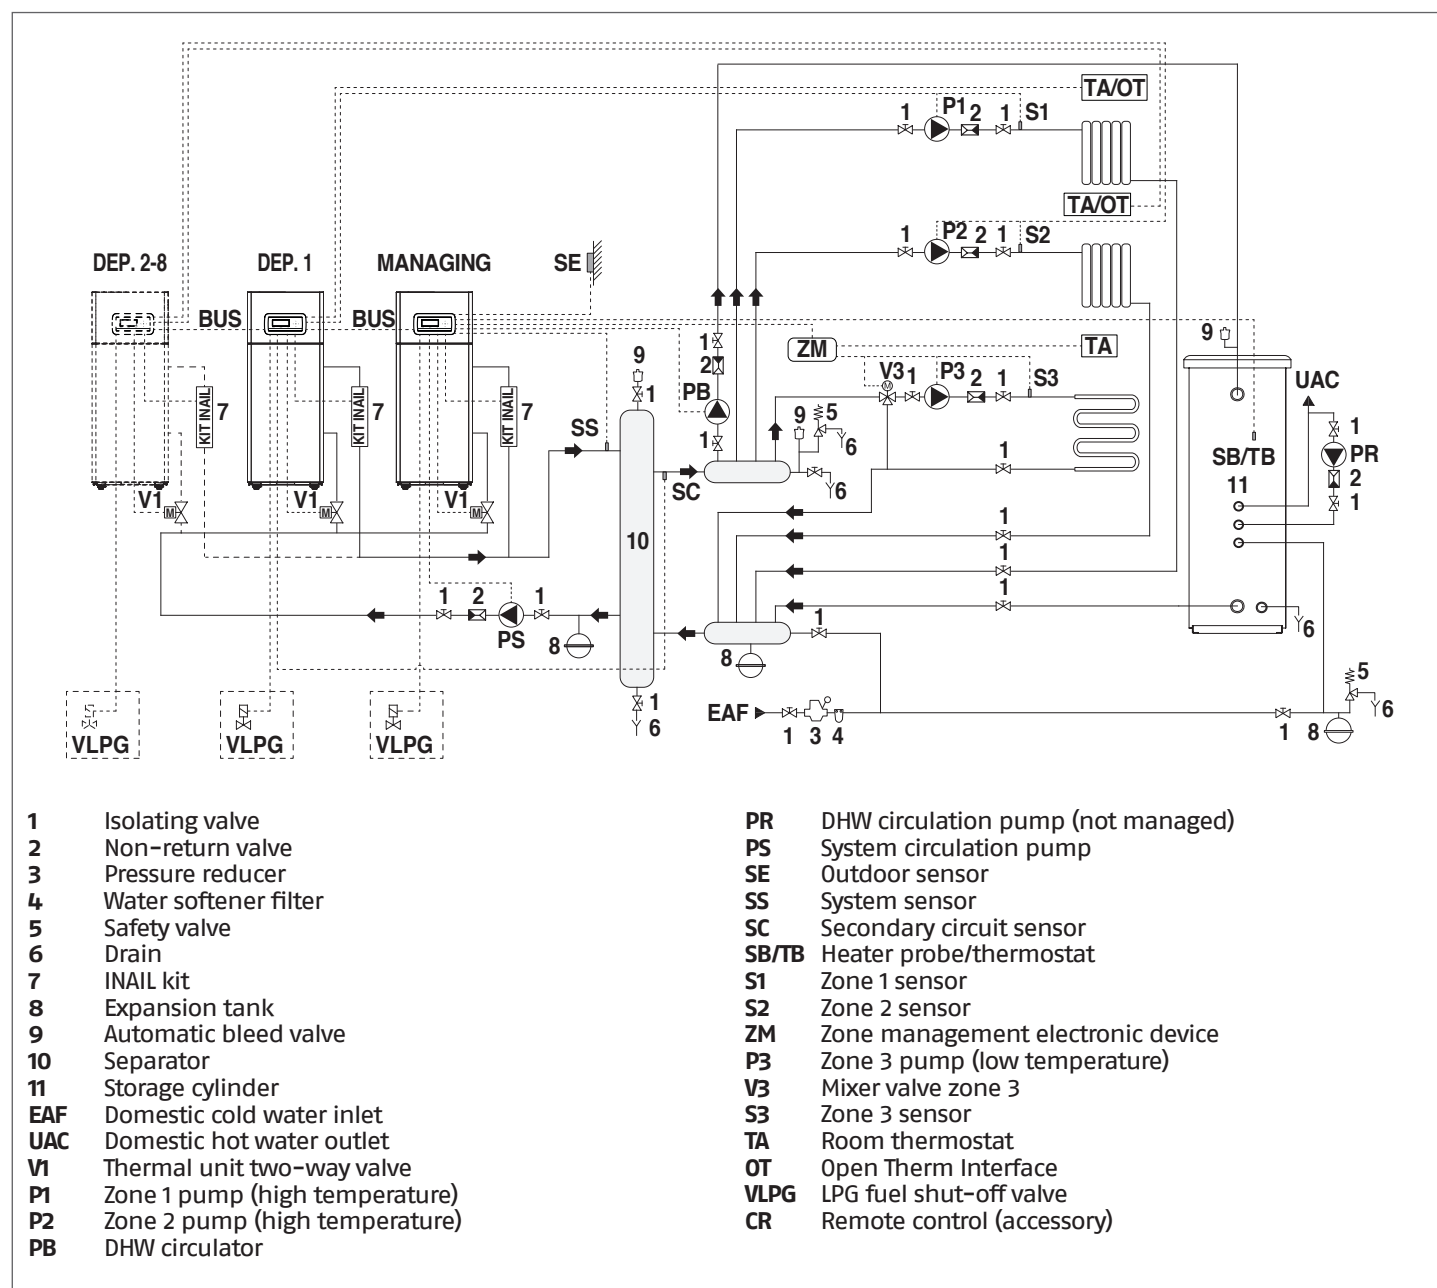 TA/OT
1 P1 2 1 S1
TA/OT
1 P2 2 1 S2
DEP. 2-8 DEP. 1 MANAGING SE
BUS BUS
1 ZM TA 9
2 V3 1 P3 2 1 S3 UAC
9 PB
1 9 5
KIT INAIL 7 KIT INAIL 7 KIT INAIL 7
SS 1 6 1
SB/TB PR
1
SC 6 11 2
V1 V1 V1 1
M M M M
1
10
1
1 2 1 1 1
PS 8 6
8
1 5
EAF 6
6
VLPG VLPG VLPG 1 3 4 1 8
1 Isolating valve
2 Non-return valve
3 Pressure reducer
4 Water softener filter
5 Safety valve
6 Drain
7 INAIL kit
8 Expansion tank
9 Automatic bleed valve
10 Separator
11 Storage cylinder
EAF Domestic cold water inlet
UAC Domestic hot water outlet
V1 Thermal unit two-way valve
P1 Zone 1 pump (high temperature)
P2 Zone 2 pump (high temperature)
PB DHW circulator
PR DHW circulation pump (not managed)
PS System circulation pump
SE Outdoor sensor
SS System sensor
SC Secondary circuit sensor
SB/TB Heater probe/thermostat
S1 Zone 1 sensor
S2 Zone 2 sensor
ZM Zone management electronic device
P3 Zone 3 pump (low temperature)
V3 Mixer valve zone 3
S3 Zone 3 sensor
TA Room thermostat
OT Open Therm Interface
VLPG LPG fuel shut-off valve
CR Remote control (accessory)